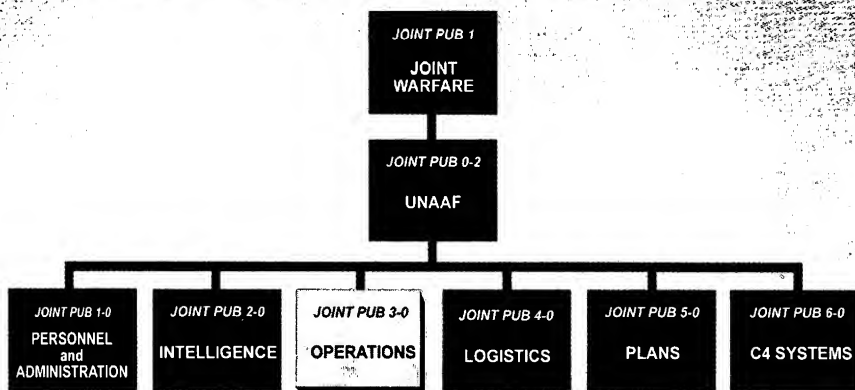 JOINT PUB 1
JOINT
WARFARE
JOINT PUB 0-2
UNAAF
JOINT PUB 1-0
PERSONNEL
and
ADMINISTRATION
JOINT PUB 2-0
INTELLIGENCE
JOINT PUB 3-0
OPERATIONS
JOINT PUB 4-0
LOGISTICS
JOINT PUB 5-0
PLANS
JOINT PUB 6-0
C4 SYSTEMS